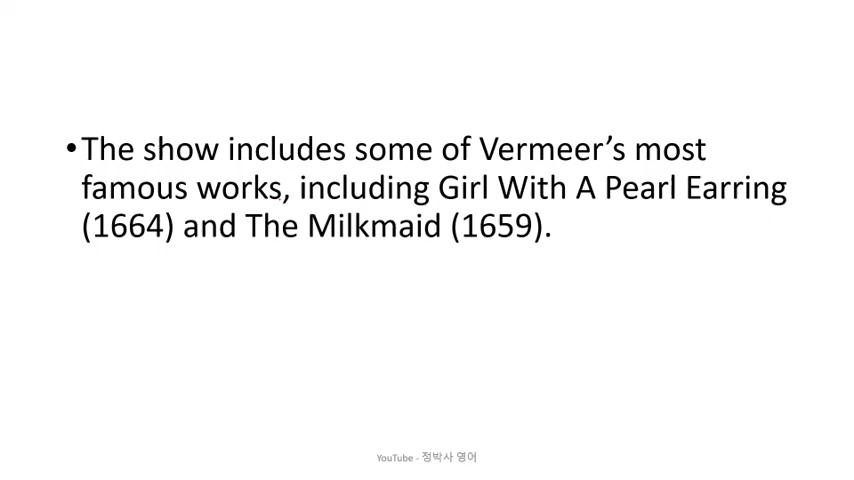 •The show includes some of Vermeer’s most
famous works, including Girl With A Pearl Earring
(1664) and The Milkmaid (1659).
YouTube - 정박사 영어